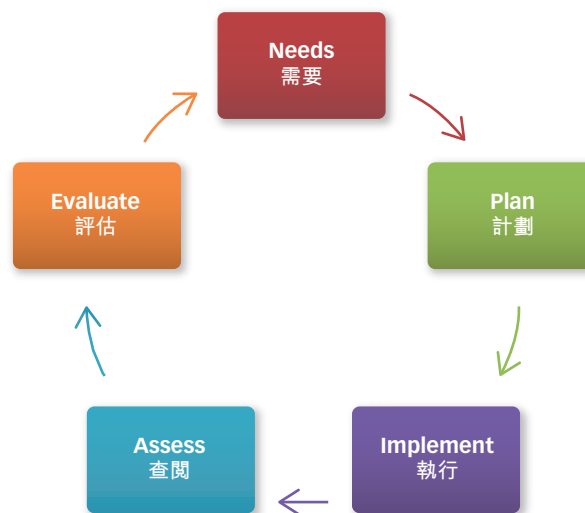 Needs
需要
Plan
計劃
Implement
執行
Assess
查閱
Evaluate
評估